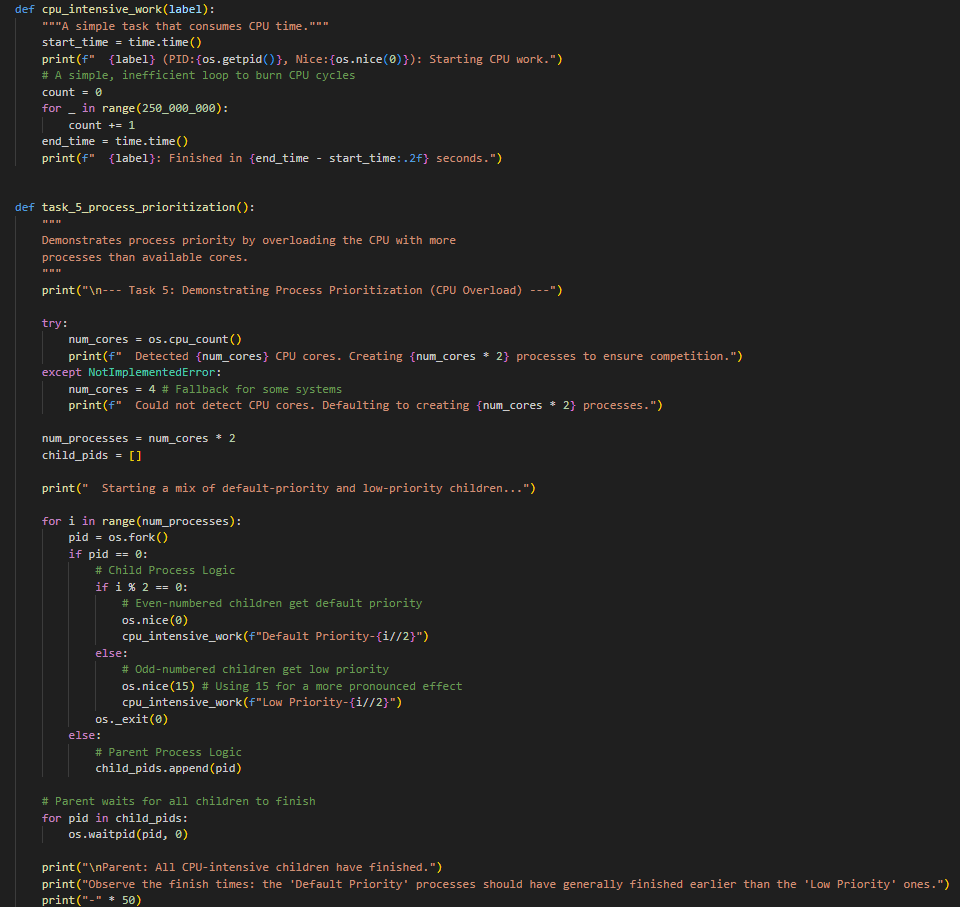 def cpu_intensive_work(label):
    """A simple task that consumes CPU time."""
    start_time = time.time()
    print(f"  {label} (PID:{os.getpid()}, Nice:{os.nice(0)}): Starting CPU work.")
    # A simple, inefficient loop to burn CPU cycles
    count = 0
    for _ in range(250_000_000):
        count += 1
    end_time = time.time()
    print(f"  {label}: Finished in {end_time - start_time:.2f} seconds.")
def task_5_process_prioritization():
    """
    Demonstrates process priority by overloading the CPU with more
    processes than available cores.
    """
    print("\n--- Task 5: Demonstrating Process Prioritization (CPU Overload) ---")
    try:
        num_cores = os.cpu_count()
        print(f"  Detected {num_cores} CPU cores. Creating {num_cores * 2} processes to ensure competition.")
    except NotImplementedError:
        num_cores = 4 # Fallback for some systems
        print(f"  Could not detect CPU cores. Defaulting to creating {num_cores * 2} processes.")
    num_processes = num_cores * 2
    child_pids = []
    print("  Starting a mix of default-priority and low-priority children...")
    for i in range(num_processes):
        pid = os.fork()
        if pid == 0:
            # Child Process Logic
            if i % 2 == 0:
                # Even-numbered children get default priority
                os.nice(0)
                cpu_intensive_work(f"Default Priority-{i//2}")
            else:
                # Odd-numbered children get low priority
                os.nice(15) # Using 15 for a more pronounced effect
                cpu_intensive_work(f"Low Priority-{i//2}")
            os._exit(0)
        else:
            # Parent Process Logic
            child_pids.append(pid)
    # Parent waits for all children to finish
    for pid in child_pids:
        os.waitpid(pid, 0)
    print("\nParent: All CPU-intensive children have finished.")
    print("Observe the finish times: the 'Default Priority' processes should have generally finished earlier than the 'Low Priority' ones.")
    print("-" * 50)